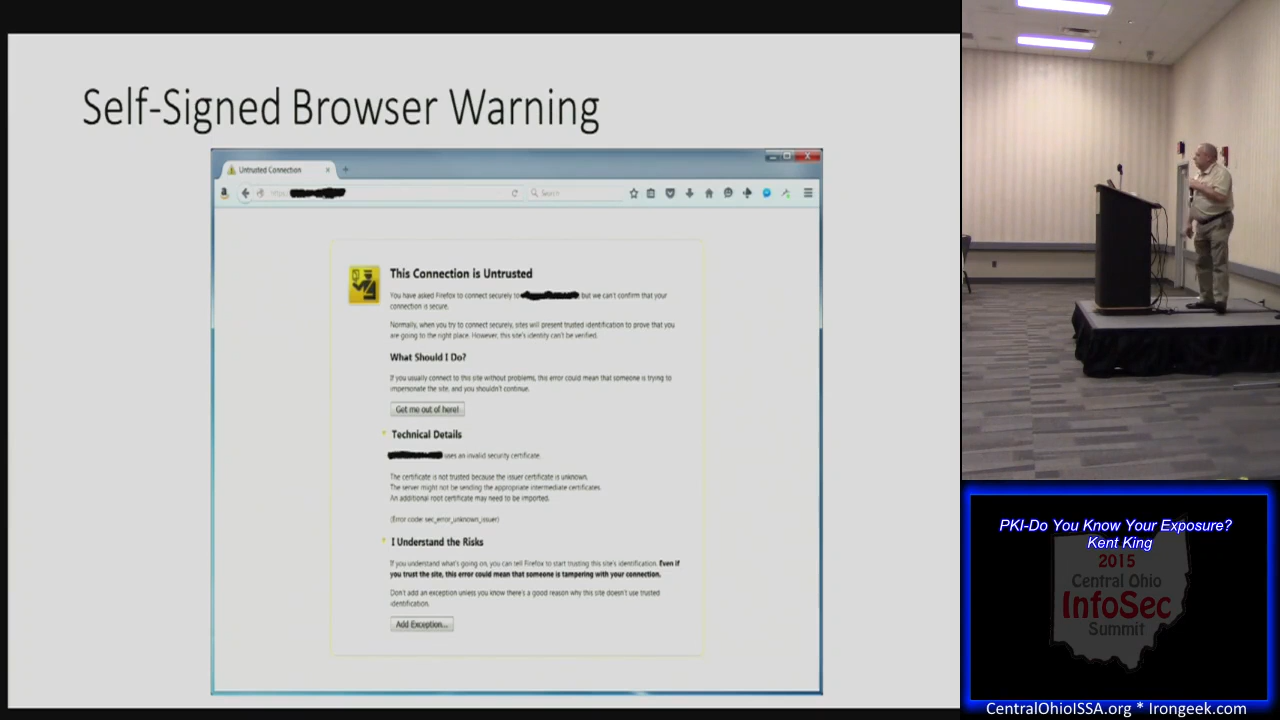 Self-Signed Browser Warning
Untrusted Connection
Search
This Connection is Untrusted
You have asked Firefox to connect securely to but we can't confirm that your
connection is secure.
Normally, when you try to connect securely, sites will present trusted identification to prove that you
are going to the right place. However, this site's identity can't be verified.
What Should I Do?
If you usually connect to this site without problems, this error could mean that someone is trying to
impersonate the site, and you shouldn't continue.
Get me out of here!
Technical Details
uses an invalid security certificate.
The certificate is not trusted because the issuer certificate is unknown.
The server might not be sending the appropriate intermediate certificates.
An additional root certificate may need to be imported.
(Error code: sec_error_unknown_issuer)
I Understand the Risks
If you understand what's going on, you can tell Firefox to start trusting this site's identification. Even if
you trust the site, this error could mean that someone is tampering with your connection.
Don't add an exception unless you know there's a good reason why this site doesn't use trusted
identification.
Add Exception...
PKI-Do You Know Your Exposure?
Kent King
2015
Central Ohio
InfoSec
Summit
CentralOhioISSA.org * Irongeek.com